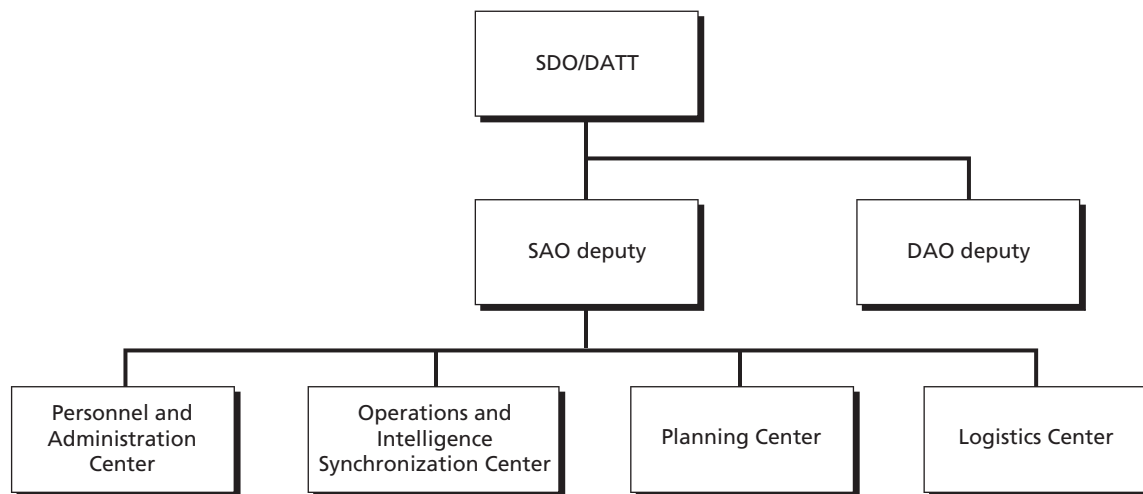 SDO/DATT
SAO deputy
DAO deputy
Personnel and
Administration
Center
Operations and
Intelligence
Synchronization Center
Planning Center
Logistics Center